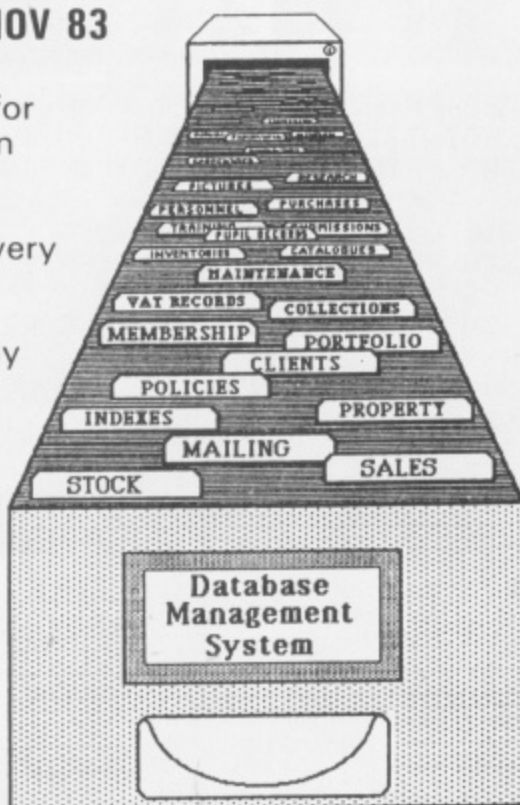 NOV 83
for
n
very
y
RESEARCH
PICTURES
PURCHASES
PERSONNEL
TRAINING
PUPIL RECORDS
INVENTORIES
CATALOGUES
MAINTENANCE
VAT RECORDS
COLLECTIONS
MEMBERSHIP
PORTFOLIO
CLIENTS
POLICIES
PROPERTY
INDEXES
MAILING
SALES
STOCK
Database
Management
System